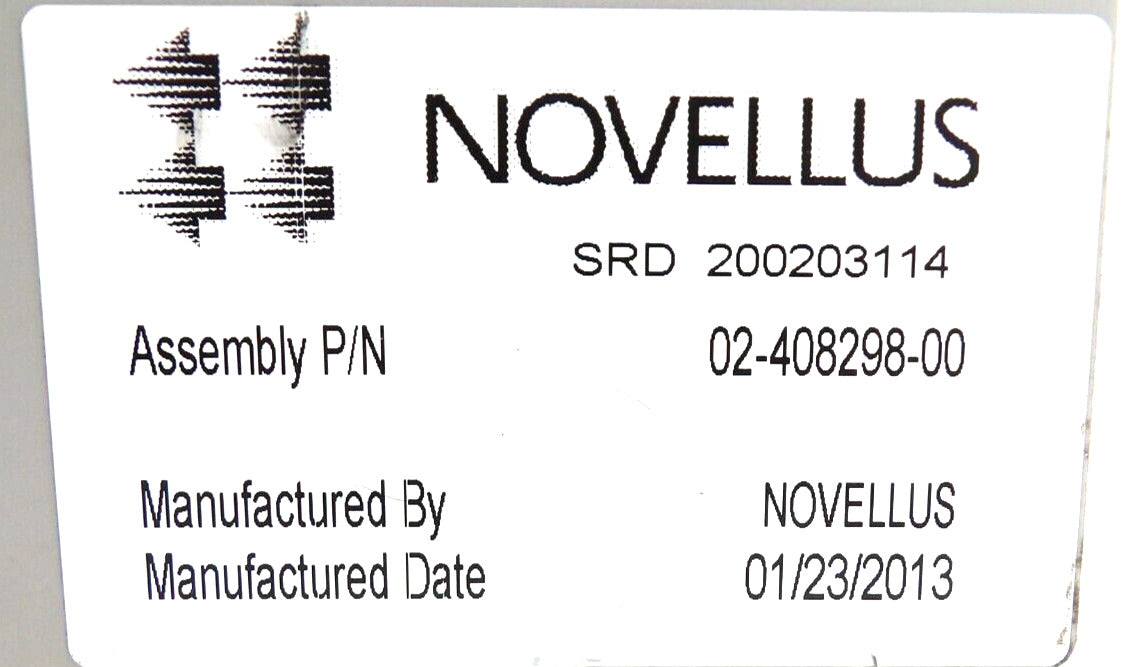 NOVELLUS
SRD 200203114
Assembly P/N 02-408298-00
Manufactured By NOVELLUS
Manufactured Date 01/23/2013